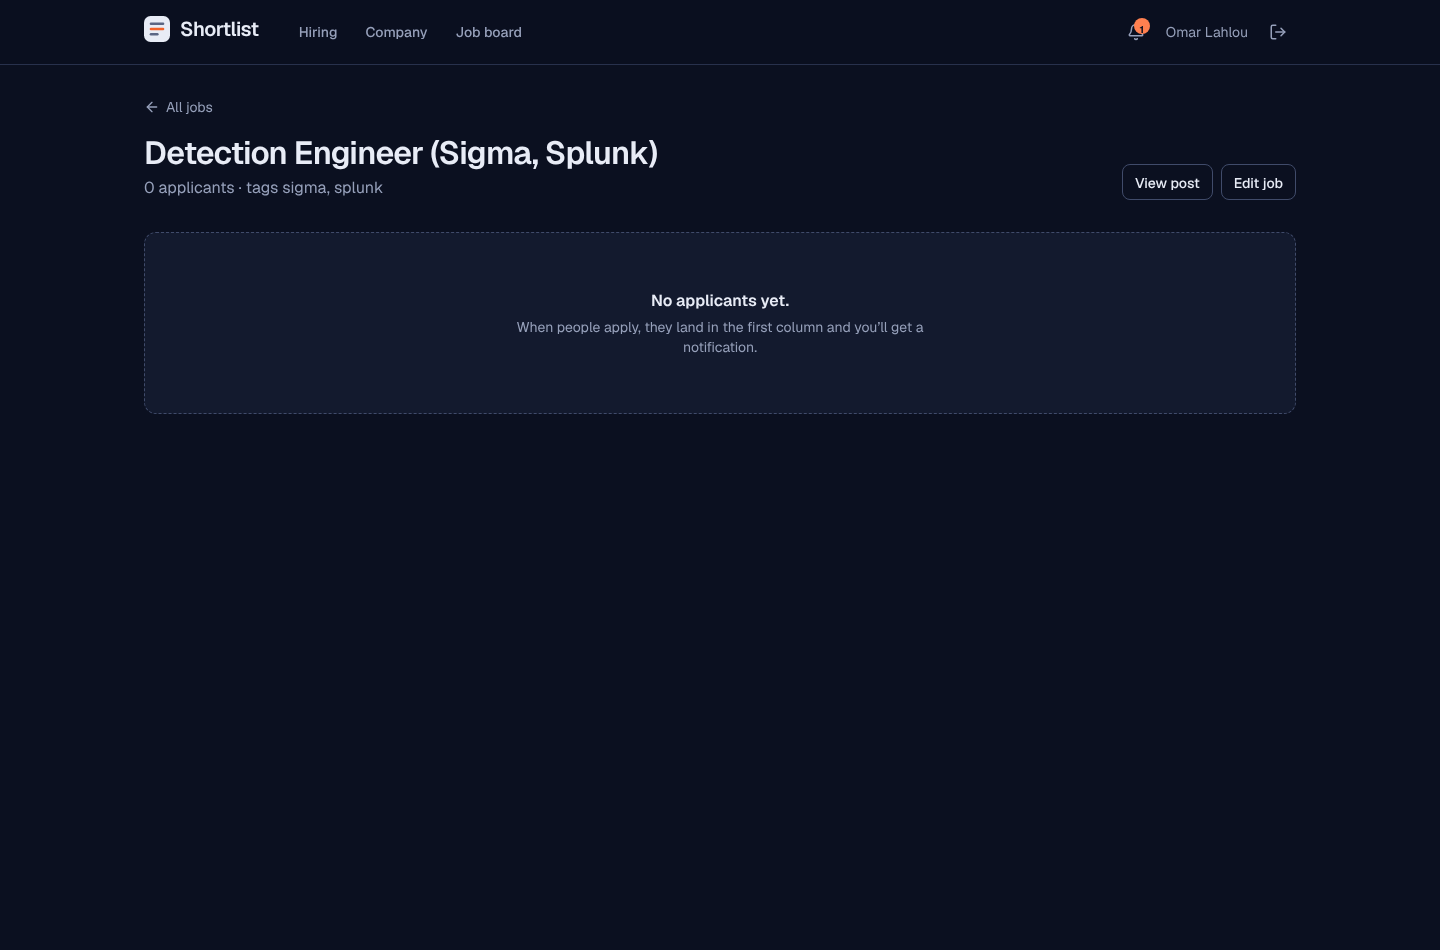 Shortlist
Hiring
Company
Job board
1
Omar Lahlou
All jobs
Detection Engineer (Sigma, Splunk)
0 applicants · tags sigma, splunk
View post
Edit job
No applicants yet.
When people apply, they land in the first column and you’ll get a
notification.